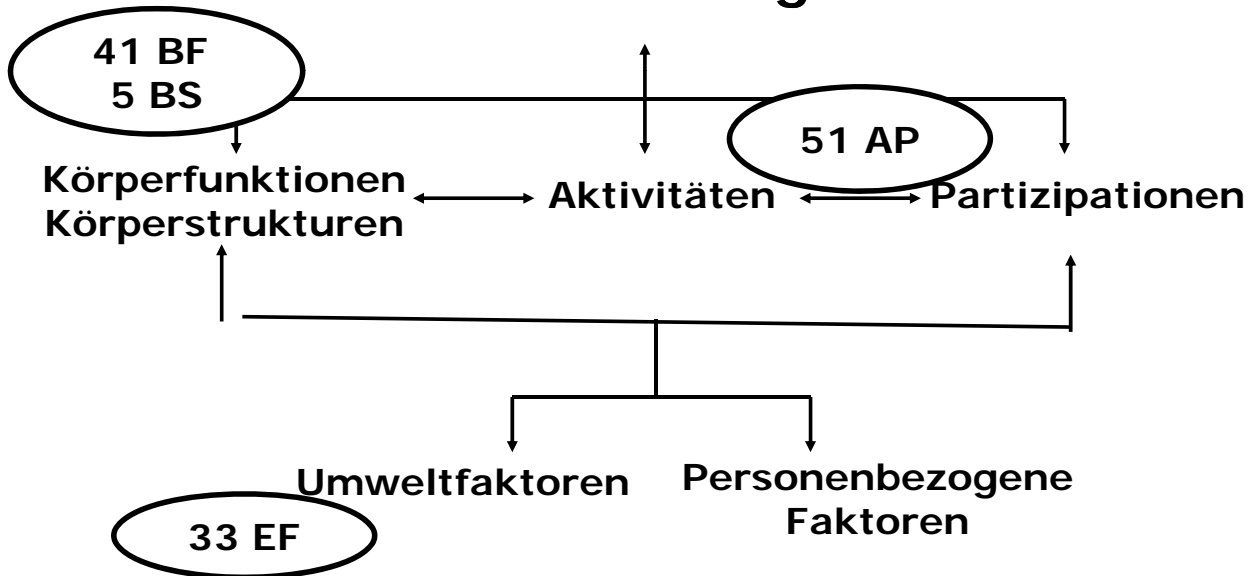 41 BF
5 BS
51 AP
Körperfunktionen
Körperstrukturen
Aktivitäten
Partizipationen
Umweltfaktoren
Personenbezogene
Faktoren
33 EF